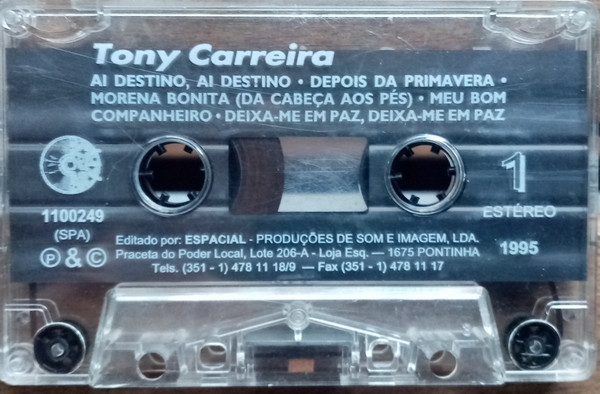 Tony Carreira
AI DESTINO, AI DESTINO • DEPOIS DA PRIMAVERA •
MORENA BONITA (DA CABEÇA AOS PÉS) • MEU BOM
COMPANHEIRO • DEIXA-ME EM PAZ, DEIXA-ME EM PAZ
1
ESTÉREO
1100249
(SPA)
Ⓟ & ©
Editado por: ESPACIAL - PRODUÇÕES DE SOM E IMAGEM, LDA.
Praceta do Poder Local, Lote 206-A - Loja Esq. — 1675 PONTINHA
Tels. (351 - 1) 478 11 18/9 — Fax (351 - 1) 478 11 17
1995